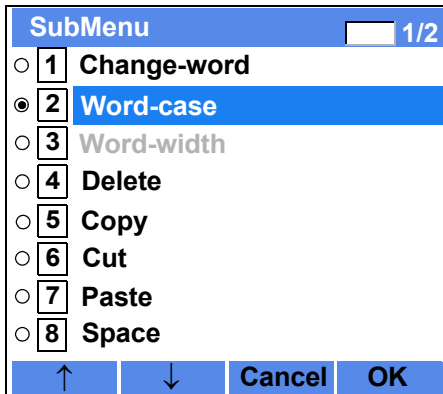 SubMenu 1/2
1 Change-word
2 Word-case
3 Word-width
4 Delete
5 Copy
6 Cut
7 Paste
8 Space
↑ ↓ Cancel OK